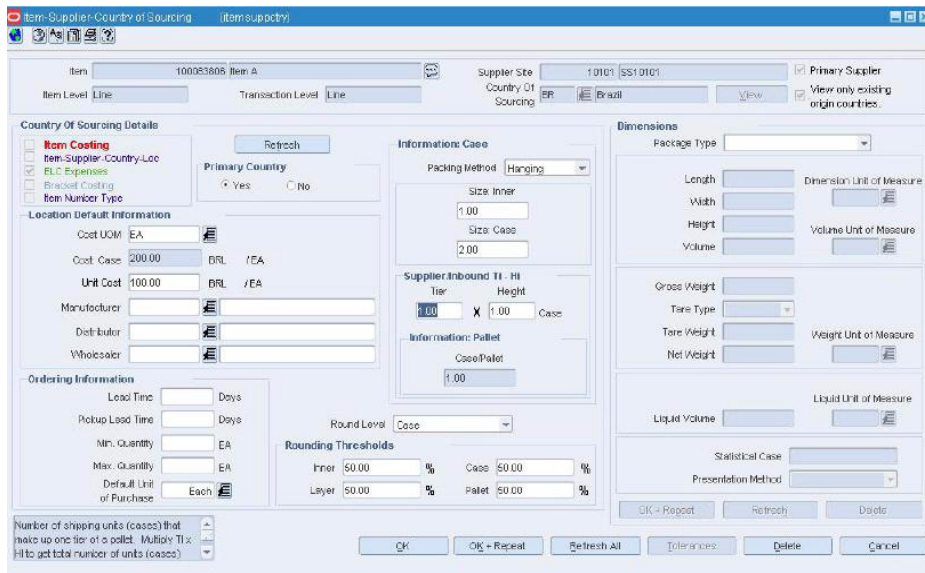 Item-Supplier-Country of Sourcing (itemsuppctry)
Item 100083806 Item A Supplier Site 10101 SS10101 Primary Supplier
Item Level Line Transaction Level Line Country Of Sourcing BR Brazil View View only existing origin countries.
Country Of Sourcing Details
Item Costing
Item-Supplier-Country-Loc
ELC Expenses
Bracket Costing
Item Number Type
Refresh
Primary Country
Yes No
Location Default Information
Cost UOM EA
Cost: Case 200.00 BRL /EA
Unit Cost 100.00 BRL /EA
Manufacturer
Distributor
Wholesaler
Ordering Information
Lead Time Days
Pickup Lead Time Days
Min. Quantity EA
Max. Quantity EA
Default Unit
of Purchase Each
Information: Case
Packing Method Hanging
Size: Inner
1.00
Size: Case
2.00
Supplier/Inbound Ti - Hi
Tier Height
1.00 X 1.00 Case
Information: Pallet
Case/Pallet
1.00
Round Level Case
Rounding Thresholds
Inner 50.00 % Case 50.00 %
Layer 50.00 % Pallet 50.00 %
Dimensions
Package Type
Length Dimension Unit of Measure
Width
Height Volume Unit of Measure
Volume
Gross Weight
Tare Type
Tare Weight Weight Unit of Measure
Net Weight
Liquid Unit of Measure
Liquid Volume
Statistical Case
Presentation Method
OK + Repeat Refresh Delete
Number of shipping units (cases) that
make up one tier of a pallet. Multiply TI x
HI to get total number of units (cases)
OK OK + Repeat Refresh All Tolerances Delete Cancel